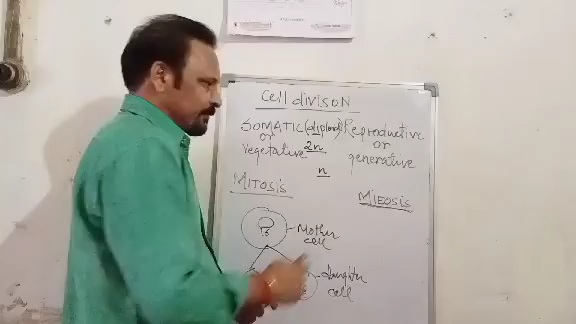 Cell divison
SOMATIC (diploid) Reproductive
or 2n or
Vegetative generative
n
MITOSIS MIEOSIS
Mother
cell
daughter
cell